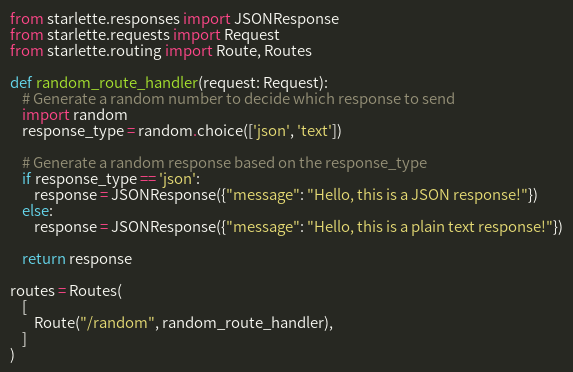 from starlette.responses import JSONResponse
from starlette.requests import Request
from starlette.routing import Route, Routes

def random_route_handler(request: Request):
    # Generate a random number to decide which response to send
    import random
    response_type = random.choice(['json', 'text'])

    # Generate a random response based on the response_type
    if response_type == 'json':
        response = JSONResponse({"message": "Hello, this is a JSON response!"})
    else:
        response = JSONResponse({"message": "Hello, this is a plain text response!"})

    return response

routes = Routes(
    [
        Route("/random", random_route_handler),
    ]
)